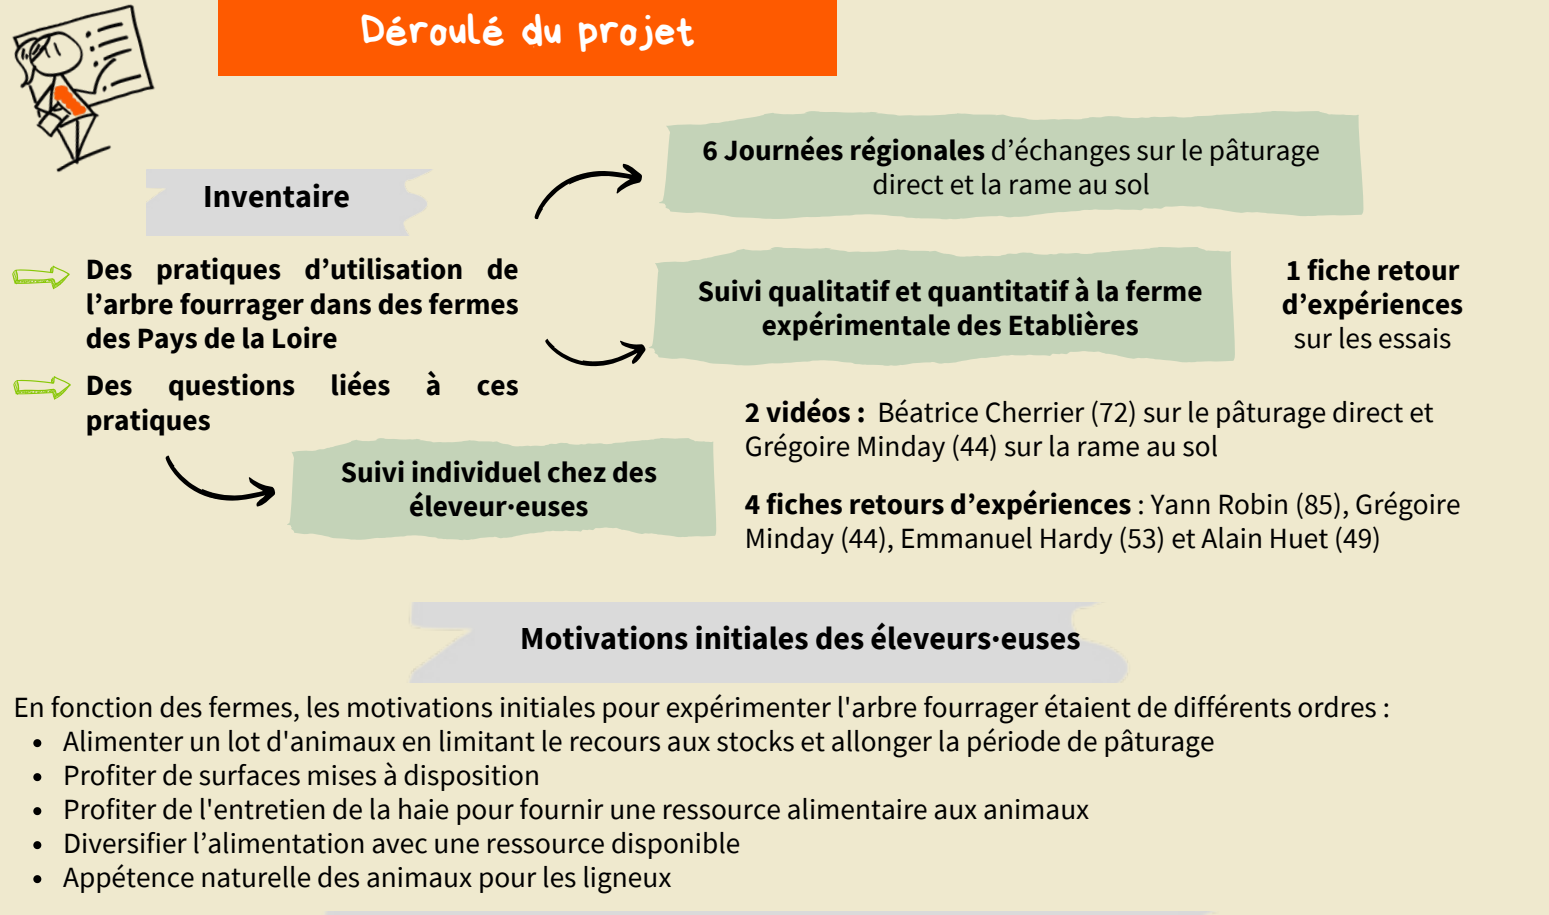 Déroulé du projet
Inventaire
Des pratiques d’utilisation de
l’arbre fourrager dans des fermes
des Pays de la Loire
Des questions liées à ces
pratiques
6 Journées régionales d’échanges sur le pâturage
direct et la rame au sol
Suivi qualitatif et quantitatif à la ferme
expérimentale des Etablières
1 fiche retour
d’expériences
sur les essais
Suivi individuel chez des
éleveur·euses
2 vidéos : Béatrice Cherrier (72) sur le pâturage direct et
Grégoire Minday (44) sur la rame au sol
4 fiches retours d’expériences : Yann Robin (85), Grégoire
Minday (44), Emmanuel Hardy (53) et Alain Huet (49)
Motivations initiales des éleveurs·euses
En fonction des fermes, les motivations initiales pour expérimenter l'arbre fourrager étaient de différents ordres :
• Alimenter un lot d'animaux en limitant le recours aux stocks et allonger la période de pâturage
• Profiter de surfaces mises à disposition
• Profiter de l'entretien de la haie pour fournir une ressource alimentaire aux animaux
• Diversifier l’alimentation avec une ressource disponible
• Appétence naturelle des animaux pour les ligneux